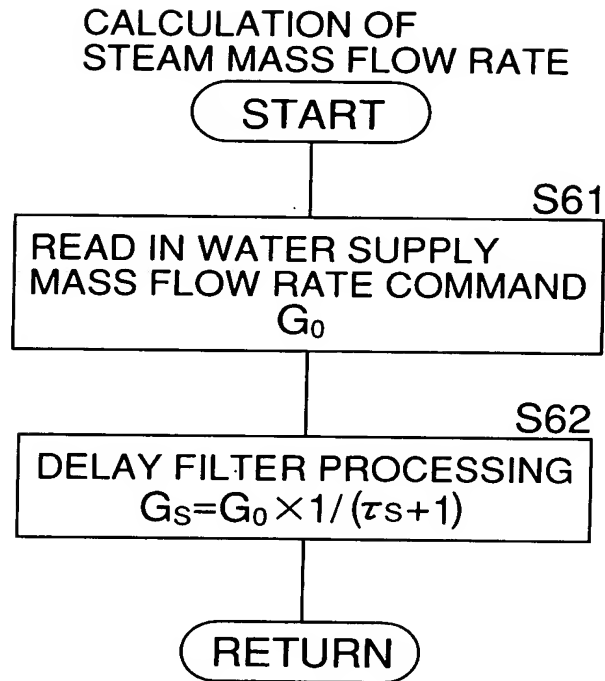 CALCULATION OF
STEAM MASS FLOW RATE
START
S61
READ IN WATER SUPPLY
MASS FLOW RATE COMMAND
G₀
S62
DELAY FILTER PROCESSING
Gs=G₀×1/(τs+1)
RETURN